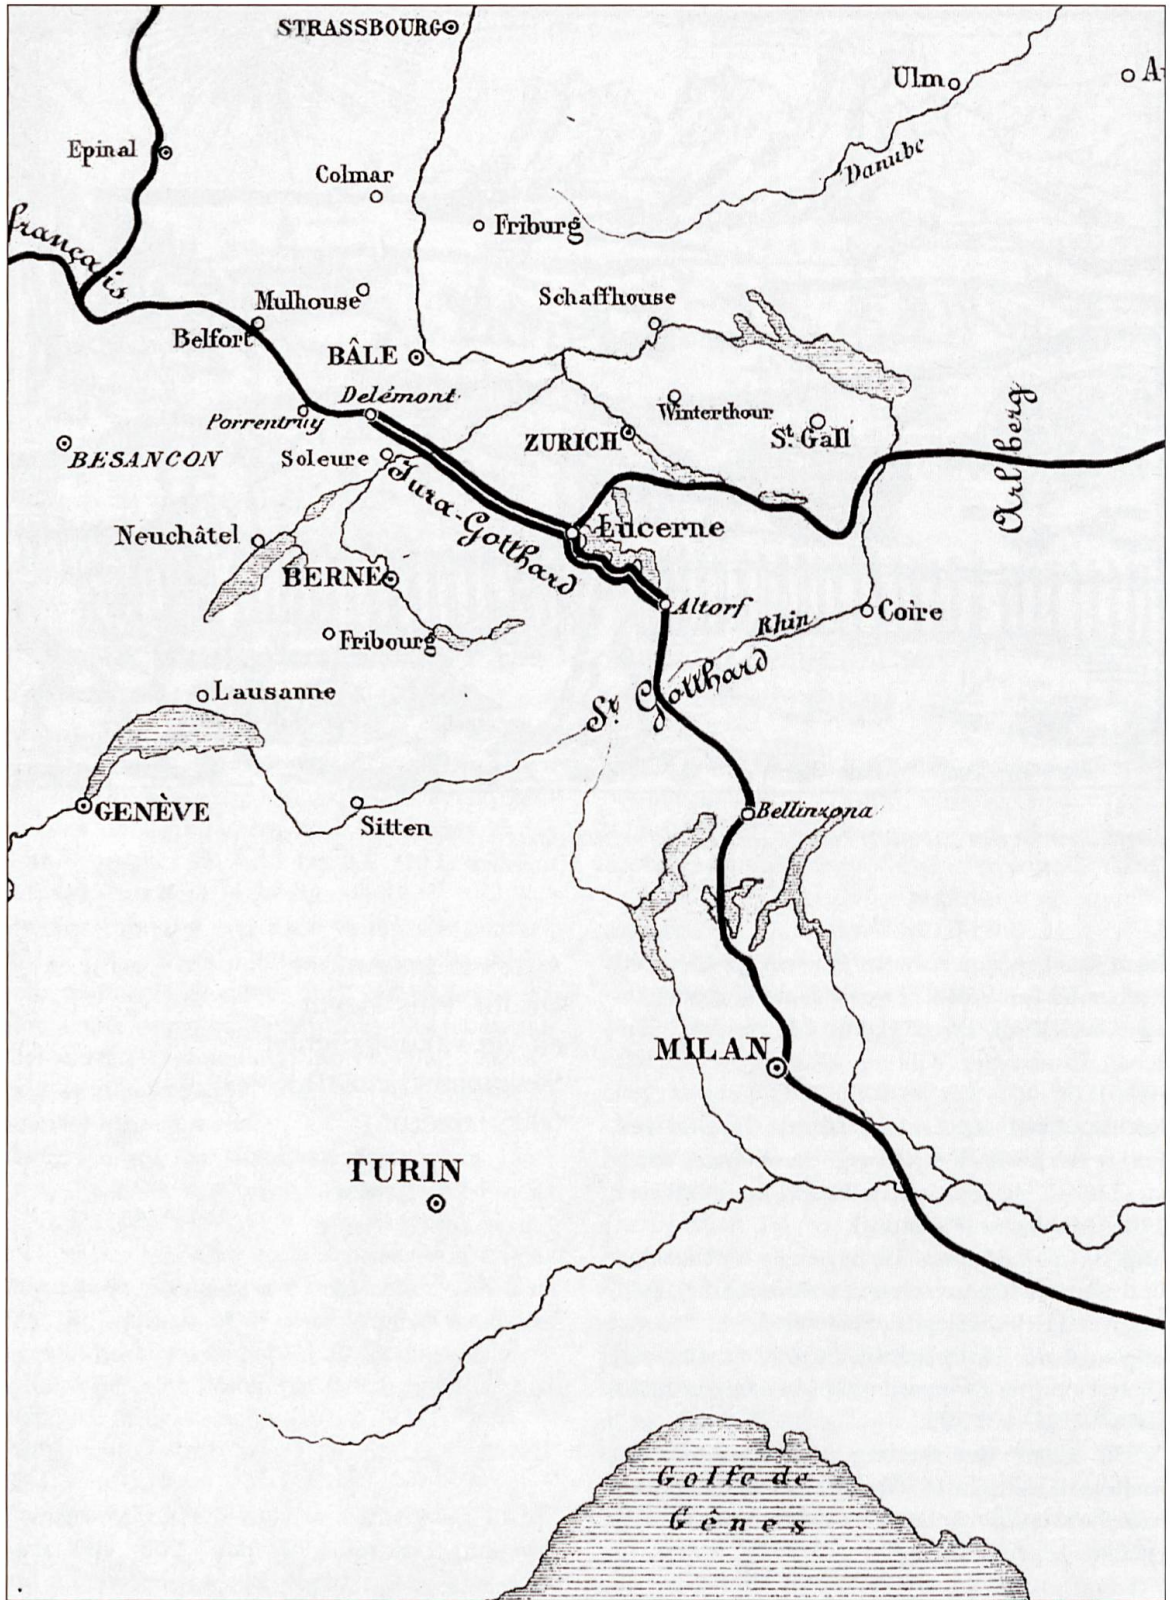 STRASSBOURG
Ulm
A
Epinal
Danube
Colmar
Friburg
français
Mulhouse
Schaffhouse
Belfort
BÂLE
Delémont
Arlberg
Porrentruy
Winterthour
BESANCON
Soleure
ZURICH
St. Gall
Jura-Gotthard
Lucerne
Neuchâtel
BERNE
Altorf
Rhin
Coire
Fribourg
St. Gotthard
Lausanne
GENÈVE
Sitten
Bellinzona
MILAN
TURIN
Golfe de
Gênes